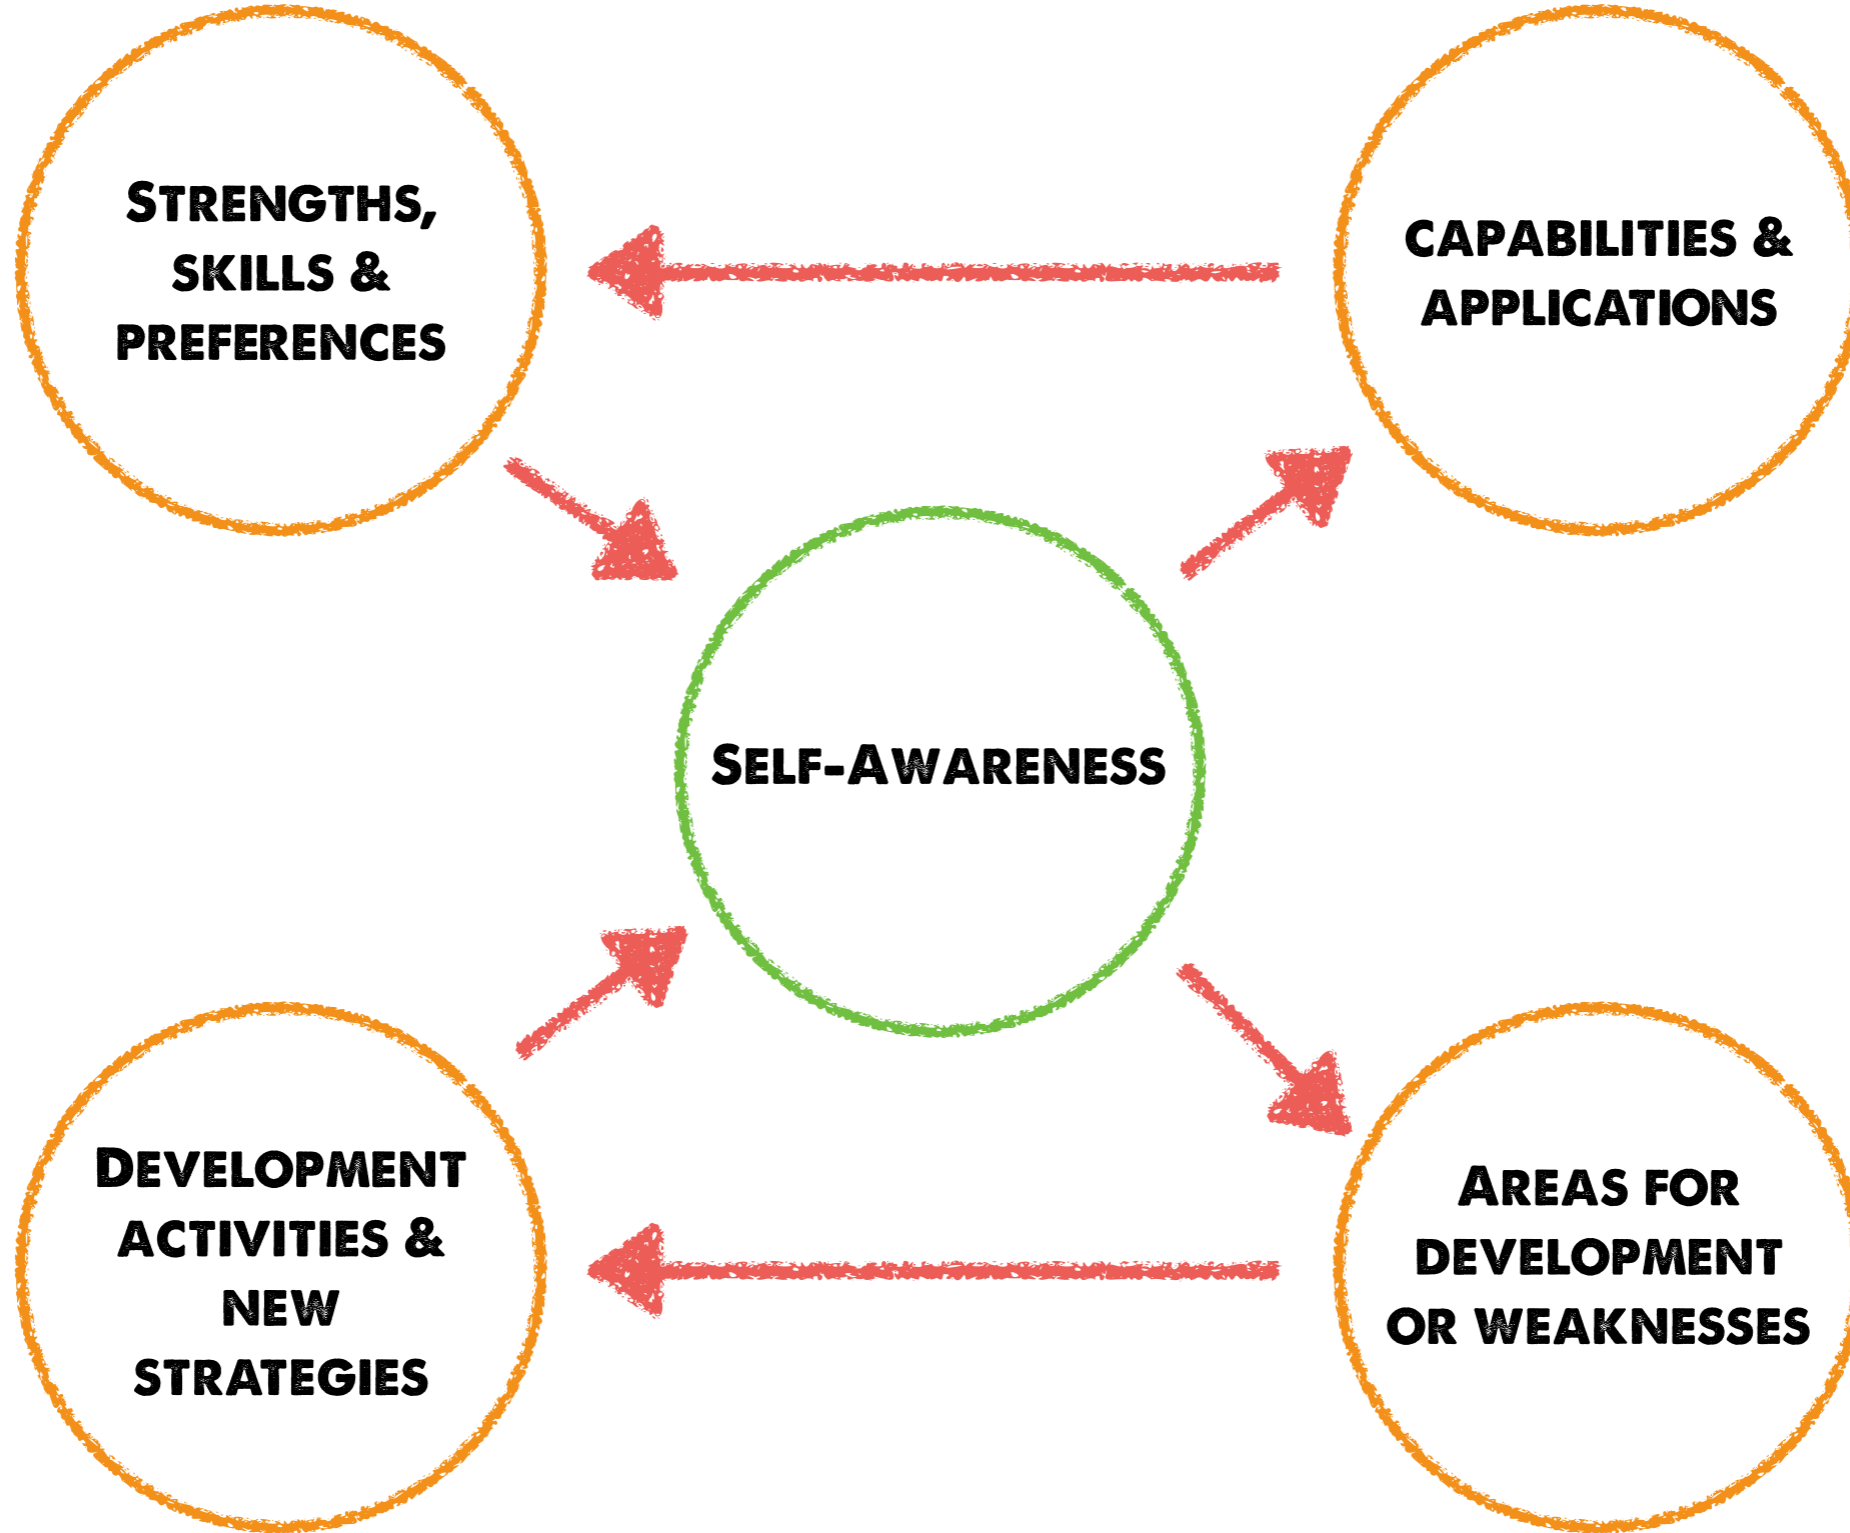 Strengths,
skills &
preferences
capabilities &
applications
Self-Awareness
Development
activities &
new
strategies
Areas for
development
or weaknesses